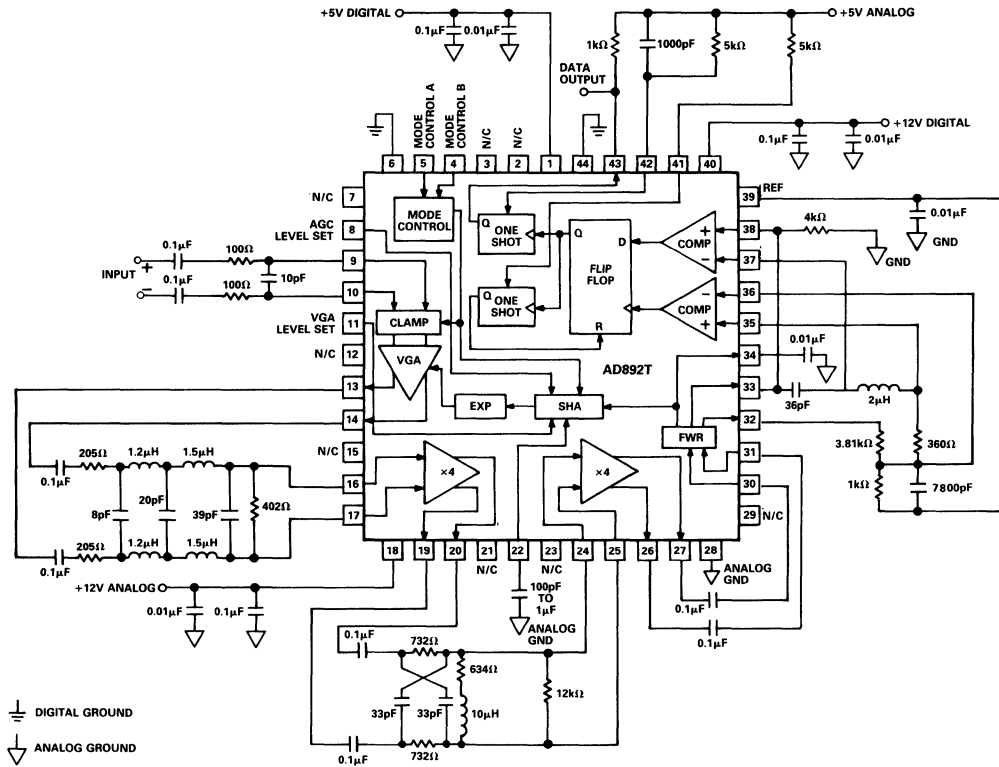 +5V DIGITAL
0.1µF
0.01µF
1kΩ
1000pF
5kΩ
5kΩ
+5V ANALOG
DATA
OUTPUT
MODE
CONTROL A
MODE
CONTROL B
N/C
N/C
+12V DIGITAL
0.1µF
0.01µF
6
5
4
3
2
1
44
43
42
41
40
N/C
7
AGC
LEVEL SET
8
0.1µF
100Ω
9
INPUT
+
−
10pF
0.1µF
100Ω
10
VGA
LEVEL SET
11
N/C
12
13
14
N/C
15
16
17
MODE
CONTROL
Q
ONE
SHOT
Q
ONE
SHOT
Q
D
FLIP
FLOP
R
+
COMP
−
−
COMP
+
CLAMP
VGA
AD892T
EXP
SHA
FWR
×4
×4
39
REF
0.01µF
GND
38
4kΩ
GND
37
36
35
34
0.01µF
33
36pF
2µH
32
3.81kΩ
360Ω
31
1kΩ
7800pF
30
29
N/C
205Ω
1.2µH
1.5µH
0.1µF
8pF
20pF
39pF
402Ω
205Ω
1.2µH
1.5µH
0.1µF
18
19
20
21
22
23
24
25
26
27
28
N/C
N/C
ANALOG
GND
+12V ANALOG
0.01µF
0.1µF
100pF
TO
1µF
ANALOG
GND
0.1µF
0.1µF
0.1µF
732Ω
634Ω
12kΩ
33pF
33pF
10µH
732Ω
0.1µF
DIGITAL GROUND
ANALOG GROUND